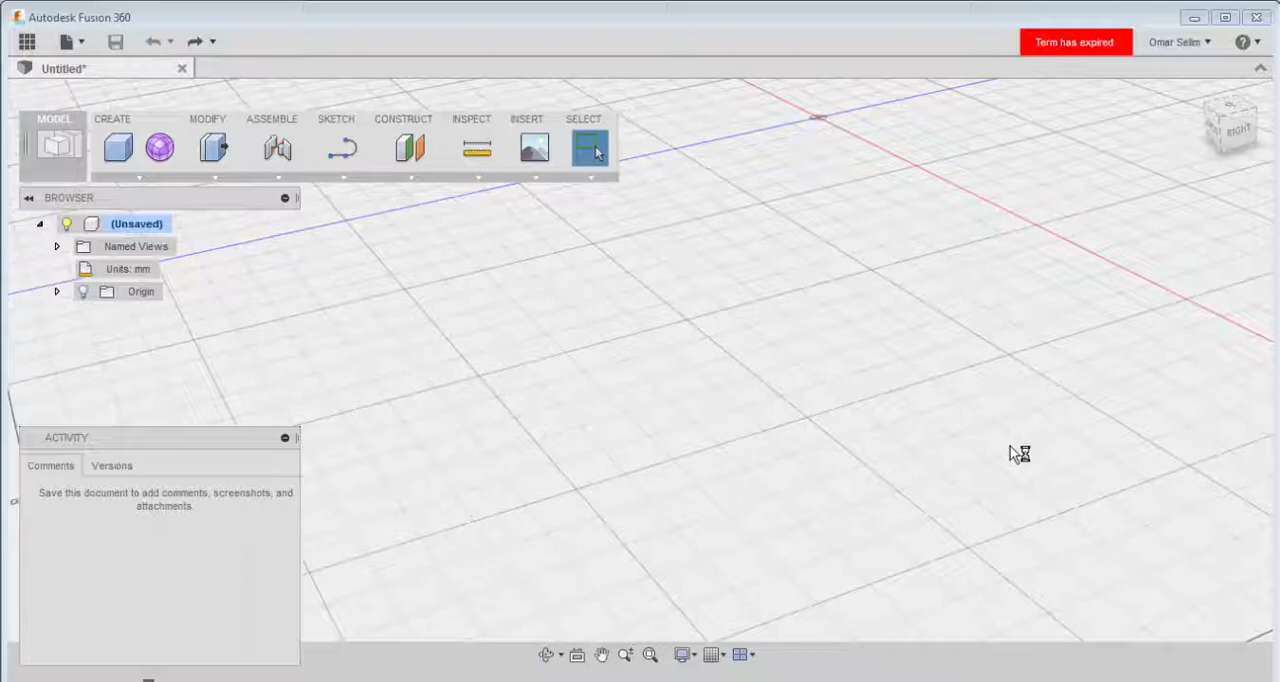 Autodesk Fusion 360
Term has expired
Omar Selim
Untitled*
MODEL CREATE MODIFY ASSEMBLE SKETCH CONSTRUCT INSPECT INSERT SELECT
RIGHT
BROWSER
(Unsaved)
Named Views
Units: mm
Origin
ACTIVITY
Comments Versions
Save this document to add comments, screenshots, and
attachments.